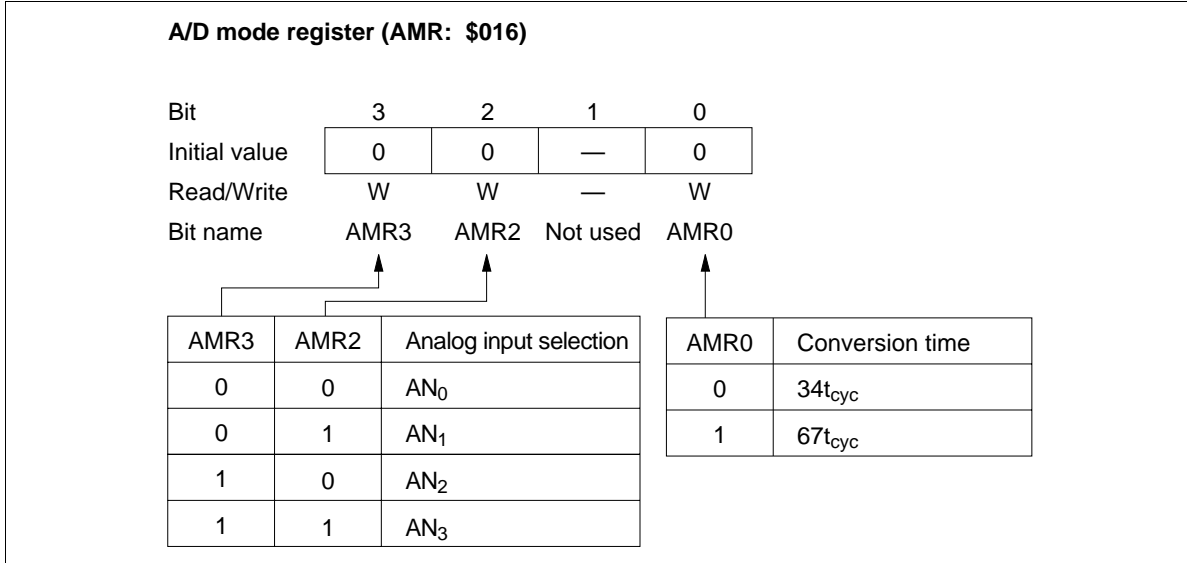 A/D mode register (AMR: $016)
Bit 3 2 1 0
Initial value 0 0 — 0
Read/Write W W — W
Bit name AMR3 AMR2 Not used AMR0
AMR3 AMR2 Analog input selection
0 0 AN0
0 1 AN1
1 0 AN2
1 1 AN3
AMR0 Conversion time
0 34tcyc
1 67tcyc